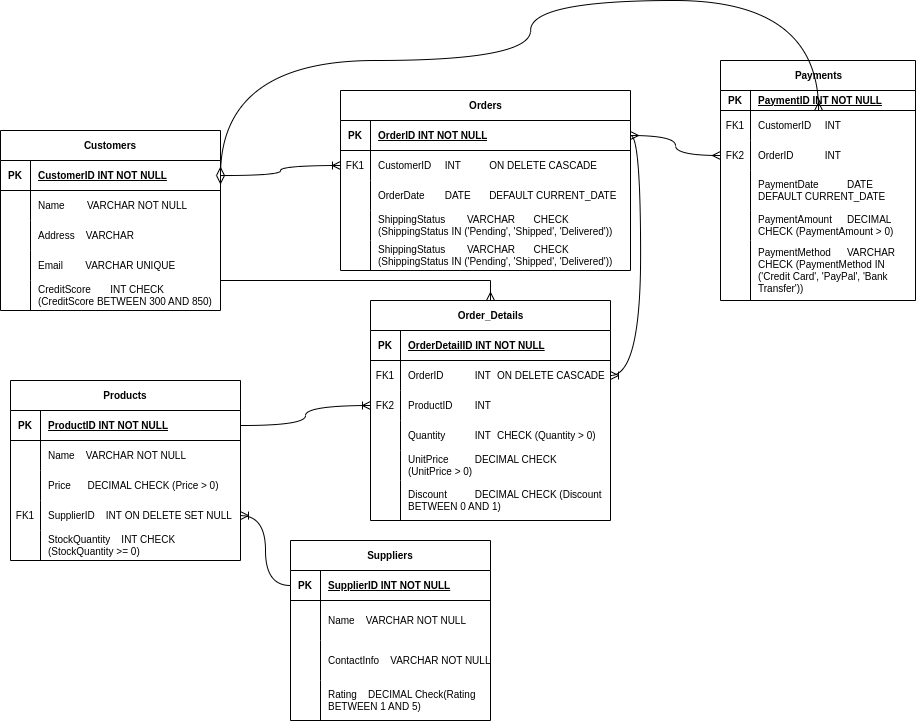 Customers
PK CustomerID INT NOT NULL
Name VARCHAR NOT NULL
Address VARCHAR
Email VARCHAR UNIQUE
CreditScore INT CHECK
(CreditScore BETWEEN 300 AND 850)
Orders
PK OrderID INT NOT NULL
FK1 CustomerID INT ON DELETE CASCADE
OrderDate DATE DEFAULT CURRENT_DATE
ShippingStatus VARCHAR CHECK
(ShippingStatus IN ('Pending', 'Shipped', 'Delivered'))
ShippingStatus VARCHAR CHECK
(ShippingStatus IN ('Pending', 'Shipped', 'Delivered'))
Payments
PK PaymentID INT NOT NULL
FK1 CustomerID INT
FK2 OrderID INT
PaymentDate DATE
DEFAULT CURRENT_DATE
PaymentAmount DECIMAL
CHECK (PaymentAmount > 0)
PaymentMethod VARCHAR
CHECK (PaymentMethod IN
('Credit Card', 'PayPal', 'Bank
Transfer'))
Order_Details
PK OrderDetailID INT NOT NULL
FK1 OrderID INT ON DELETE CASCADE
FK2 ProductID INT
Quantity INT CHECK (Quantity > 0)
UnitPrice DECIMAL CHECK
(UnitPrice > 0)
Discount DECIMAL CHECK (Discount
BETWEEN 0 AND 1)
Products
PK ProductID INT NOT NULL
Name VARCHAR NOT NULL
Price DECIMAL CHECK (Price > 0)
FK1 SupplierID INT ON DELETE SET NULL
StockQuantity INT CHECK
(StockQuantity >= 0)
Suppliers
PK SupplierID INT NOT NULL
Name VARCHAR NOT NULL
ContactInfo VARCHAR NOT NULL
Rating DECIMAL Check(Rating
BETWEEN 1 AND 5)